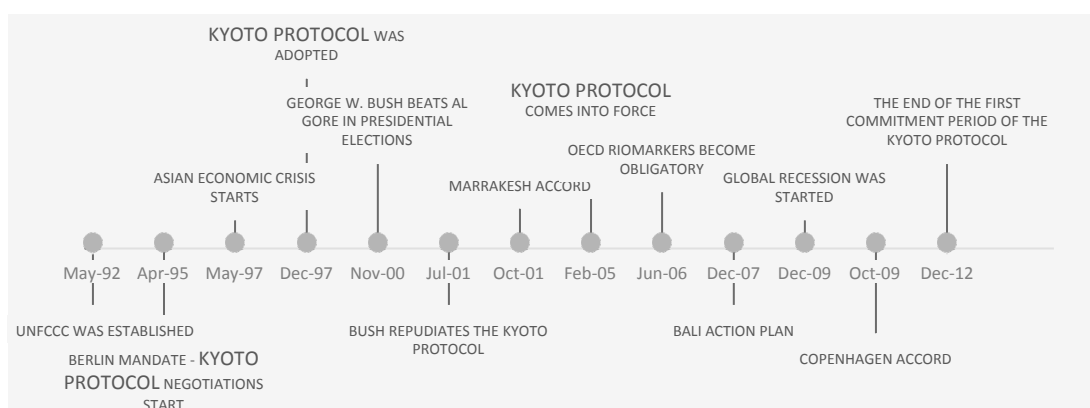 KYOTO PROTOCOL WAS
ADOPTED
GEORGE W. BUSH BEATS AL
GORE IN PRESIDENTIAL
ELECTIONS
KYOTO PROTOCOL
COMES INTO FORCE
THE END OF THE FIRST
COMMITMENT PERIOD OF THE
KYOTO PROTOCOL
OECD RIOMARKERS BECOME
OBLIGATORY
ASIAN ECONOMIC CRISIS
STARTS
MARRAKESH ACCORD
GLOBAL RECESSION WAS
STARTED
May-92 Apr-95 May-97 Dec-97 Nov-00 Jul-01 Oct-01 Feb-05 Jun-06 Dec-07 Dec-09 Oct-09 Dec-12
UNFCCC WAS ESTABLISHED
BERLIN MANDATE - KYOTO
PROTOCOL NEGOTIATIONS
START
BUSH REPUDIATES THE KYOTO
PROTOCOL
BALI ACTION PLAN
COPENHAGEN ACCORD